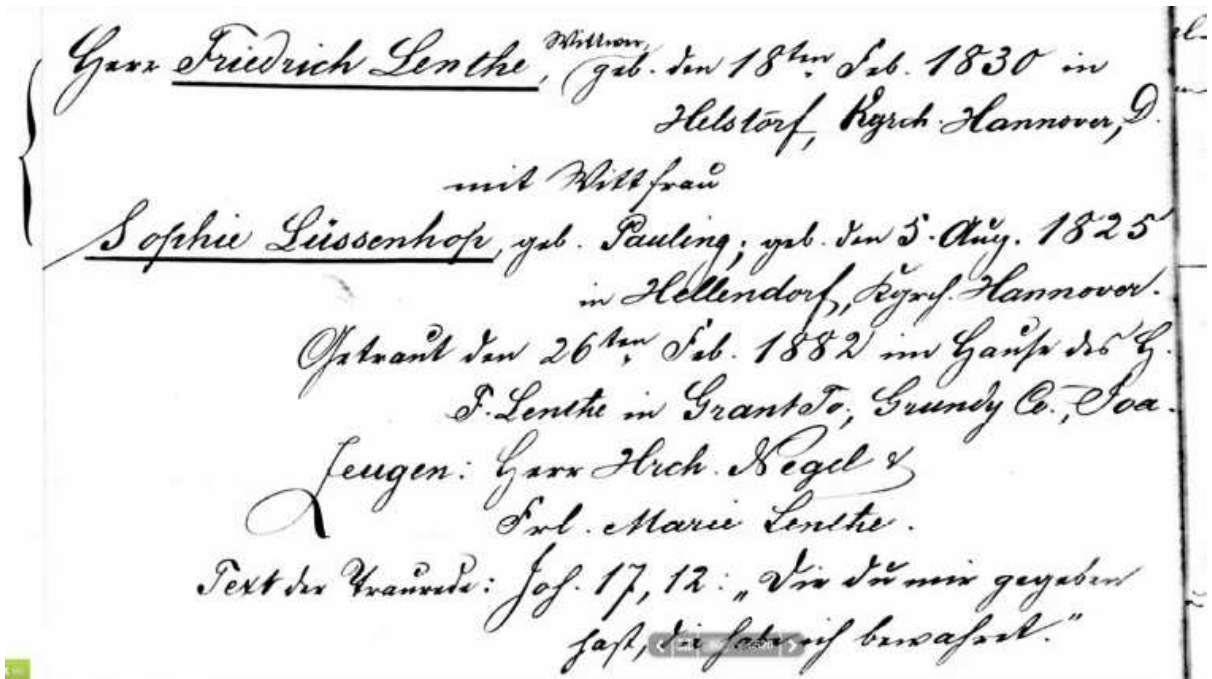 Herr Friedrich Lenthe, Wittwer, geb. den 18ten Feb. 1830 in
Helstorf, Kgrch. Hannover, D.
mit Wittfrau
Sophie Lüssenhop, geb. Pauling; geb. den 5. Aug. 1825
in Hellendorf, Kgrch. Hannover.
Getraut den 26ten Feb. 1882 im Hause des H.
F. Lenthe in Grant To., Grundy Co., Ioa.
Zeugen: Herr Hrch. Negel &
Frl. Marie Lenthe.
Text der Traurede: Joh. 17, 12: „Die du mir gegeben
hast, die habe ich bewahret.“